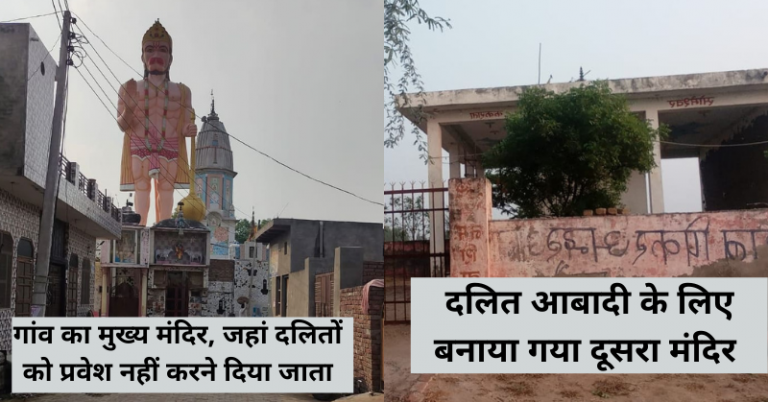 गांव का मुख्य मंदिर, जहां दलितों
को प्रवेश नहीं करने दिया जाता
दलित आबादी के लिए
बनाया गया दूसरा मंदिर